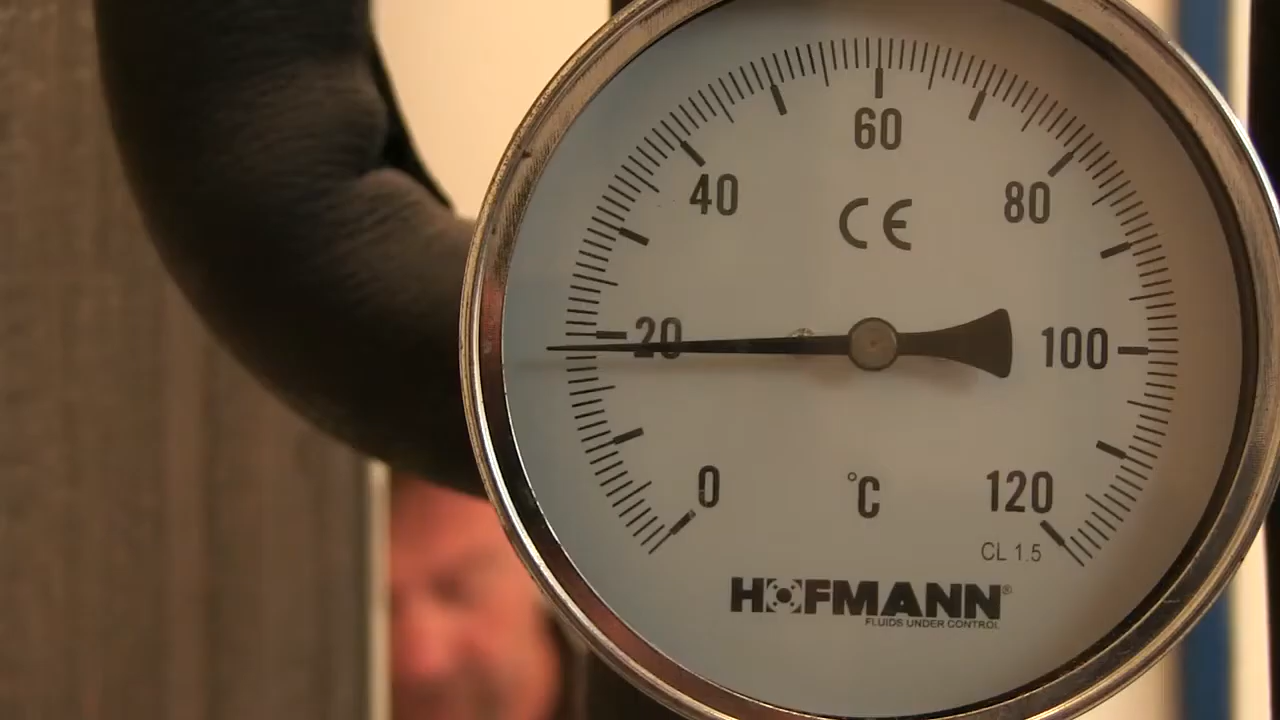 60
40 80
CE
20 100
0 °C 120
CL 1.5
HOFMANN®
FLUIDS UNDER CONTROL